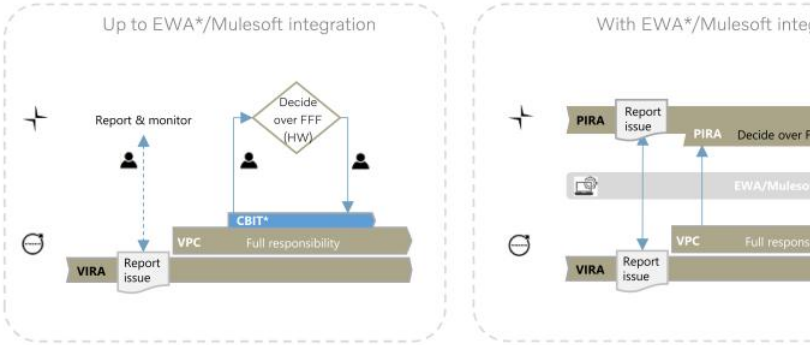 Up to EWA*/Mulesoft integration
Report & monitor
Decide
over FFF
(HW)
CBIT*
VPC Full responsibility
VIRA
Report
issue
With EWA*/Mulesoft integ
PIRA
Report
issue
PIRA Decide over F
EWA/Muleso
VPC Full respons
VIRA
Report
issue